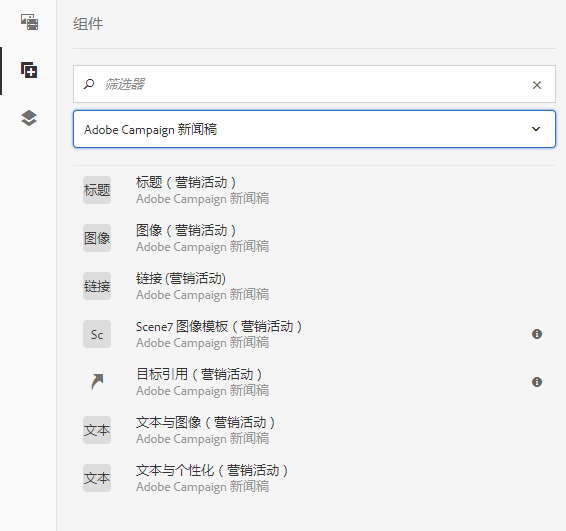 组件
筛选器
Adobe Campaign 新闻稿
标题
标题（营销活动）
Adobe Campaign 新闻稿
图像
图像（营销活动）
Adobe Campaign 新闻稿
链接
链接 (营销活动)
Adobe Campaign 新闻稿
Sc
Scene7 图像模板（营销活动）
Adobe Campaign 新闻稿
目标引用（营销活动）
Adobe Campaign 新闻稿
文本
文本与图像（营销活动）
Adobe Campaign 新闻稿
文本
文本与个性化（营销活动）
Adobe Campaign 新闻稿